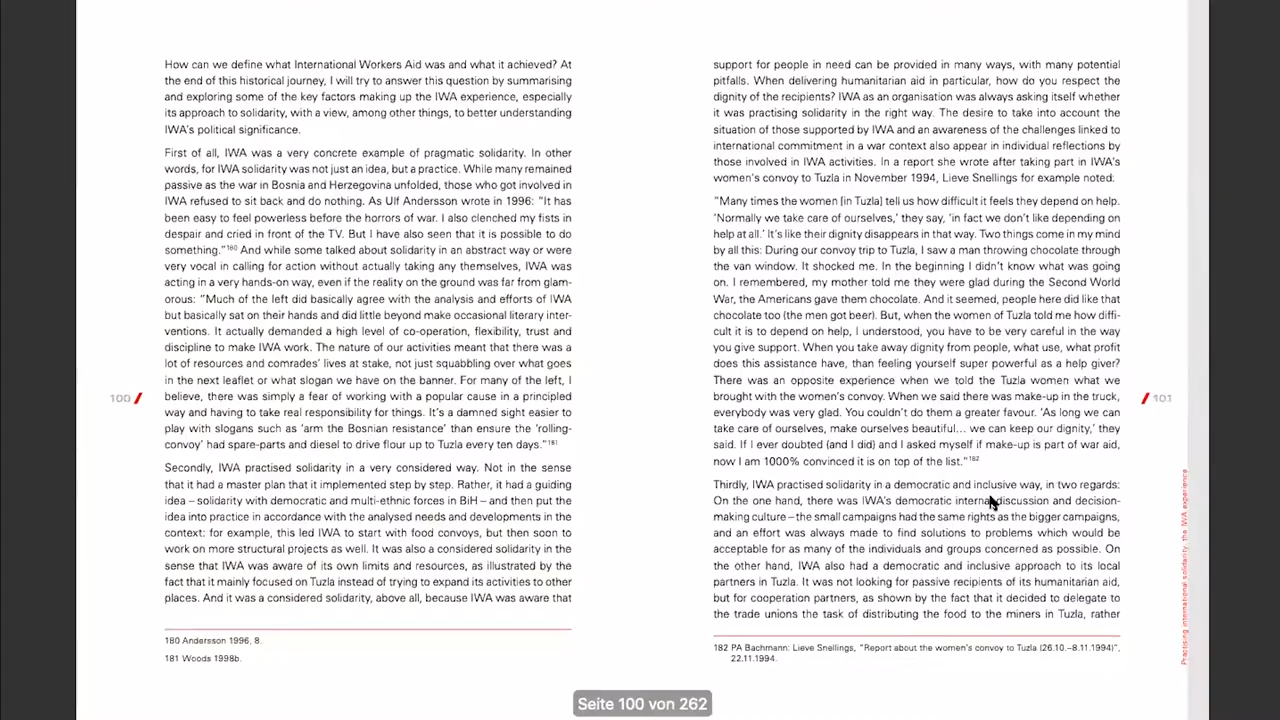 How can we define what International Workers Aid was and what it achieved? At
the end of this historical journey, I will try to answer this question by summarising
and exploring some of the key factors making up the IWA experience, especially
its approach to solidarity, with a view, among other things, to better understanding
IWA's political significance.
First of all, IWA was a very concrete example of pragmatic solidarity. In other
words, for IWA solidarity was not just an idea, but a practice. While many remained
passive as the war in Bosnia and Herzegovina unfolded, those who got involved in
IWA refused to sit back and do nothing. As Ulf Andersson wrote in 1996: "It has
been easy to feel powerless before the horrors of war. I also clenched my fists in
despair and cried in front of the TV. But I have also seen that it is possible to do
something."180 And while some talked about solidarity in an abstract way or were
very vocal in calling for action without actually taking any themselves, IWA was
acting in a very hands-on way, even if the reality on the ground was far from glam-
orous: "Much of the left did basically agree with the analysis and efforts of IWA
but basically sat on their hands and did little beyond make occasional literary inter-
ventions. It actually demanded a high level of co-operation, flexibility, trust and
discipline to make IWA work. The nature of our activities meant that there was a
lot of resources and comrades' lives at stake, not just squabbling over what goes
in the next leaflet or what slogan we have on the banner. For many of the left, I
believe, there was simply a fear of working with a popular cause in a principled
way and having to take real responsibility for things. It's a damned sight easier to
play with slogans such as 'arm the Bosnian resistance' than ensure the 'rolling-
convoy' had spare-parts and diesel to drive flour up to Tuzla every ten days."181
Secondly, IWA practised solidarity in a very considered way. Not in the sense
that it had a master plan that it implemented step by step. Rather, it had a guiding
idea – solidarity with democratic and multi-ethnic forces in BiH – and then put the
idea into practice in accordance with the analysed needs and developments in the
context: for example, this led IWA to start with food convoys, but then soon to
work on more structural projects as well. It was also a considered solidarity in the
sense that IWA was aware of its own limits and resources, as illustrated by the
fact that it mainly focused on Tuzla instead of trying to expand its activities to other
places. And it was a considered solidarity, above all, because IWA was aware that
180 Andersson 1996, 8.
181 Woods 1998b.
100 /
support for people in need can be provided in many ways, with many potential
pitfalls. When delivering humanitarian aid in particular, how do you respect the
dignity of the recipients? IWA as an organisation was always asking itself whether
it was practising solidarity in the right way. The desire to take into account the
situation of those supported by IWA and an awareness of the challenges linked to
international commitment in a war context also appear in individual reflections by
those involved in IWA activities. In a report she wrote after taking part in IWA's
women's convoy to Tuzla in November 1994, Lieve Snellings for example noted:
"Many times the women [in Tuzla] tell us how difficult it feels they depend on help.
'Normally we take care of ourselves,' they say, 'in fact we don't like depending on
help at all.' It's like their dignity disappears in that way. Two things come in my mind
by all this: During our convoy trip to Tuzla, I saw a man throwing chocolate through
the van window. It shocked me. In the beginning I didn't know what was going
on. I remembered, my mother told me they were glad during the Second World
War, the Americans gave them chocolate. And it seemed, people here did like that
chocolate too (the men got beer). But, when the women of Tuzla told me how diffi-
cult it is to depend on help, I understood, you have to be very careful in the way
you give support. When you take away dignity from people, what use, what profit
does this assistance have, than feeling yourself super powerful as a help giver?
There was an opposite experience when we told the Tuzla women what we
brought with the women's convoy. When we said there was make-up in the truck,
everybody was very glad. You couldn't do them a greater favour. 'As long we can
take care of ourselves, make ourselves beautiful… we can keep our dignity,' they
said. If I ever doubted (and I did) and I asked myself if make-up is part of war aid,
now I am 1000% convinced it is on top of the list."182
Thirdly, IWA practised solidarity in a democratic and inclusive way, in two regards:
On the one hand, there was IWA's democratic internal discussion and decision-
making culture – the small campaigns had the same rights as the bigger campaigns,
and an effort was always made to find solutions to problems which would be
acceptable for as many of the individuals and groups concerned as possible. On
the other hand, IWA also had a democratic and inclusive approach to its local
partners in Tuzla. It was not looking for passive recipients of its humanitarian aid,
but for cooperation partners, as shown by the fact that it decided to delegate to
the trade unions the task of distributing the food to the miners in Tuzla, rather
182 PA Bachmann: Lieve Snellings, "Report about the women's convoy to Tuzla (26.10.–8.11.1994)",
22.11.1994.
/ 101
Practising international solidarity: the IWA experience
Seite 100 von 262